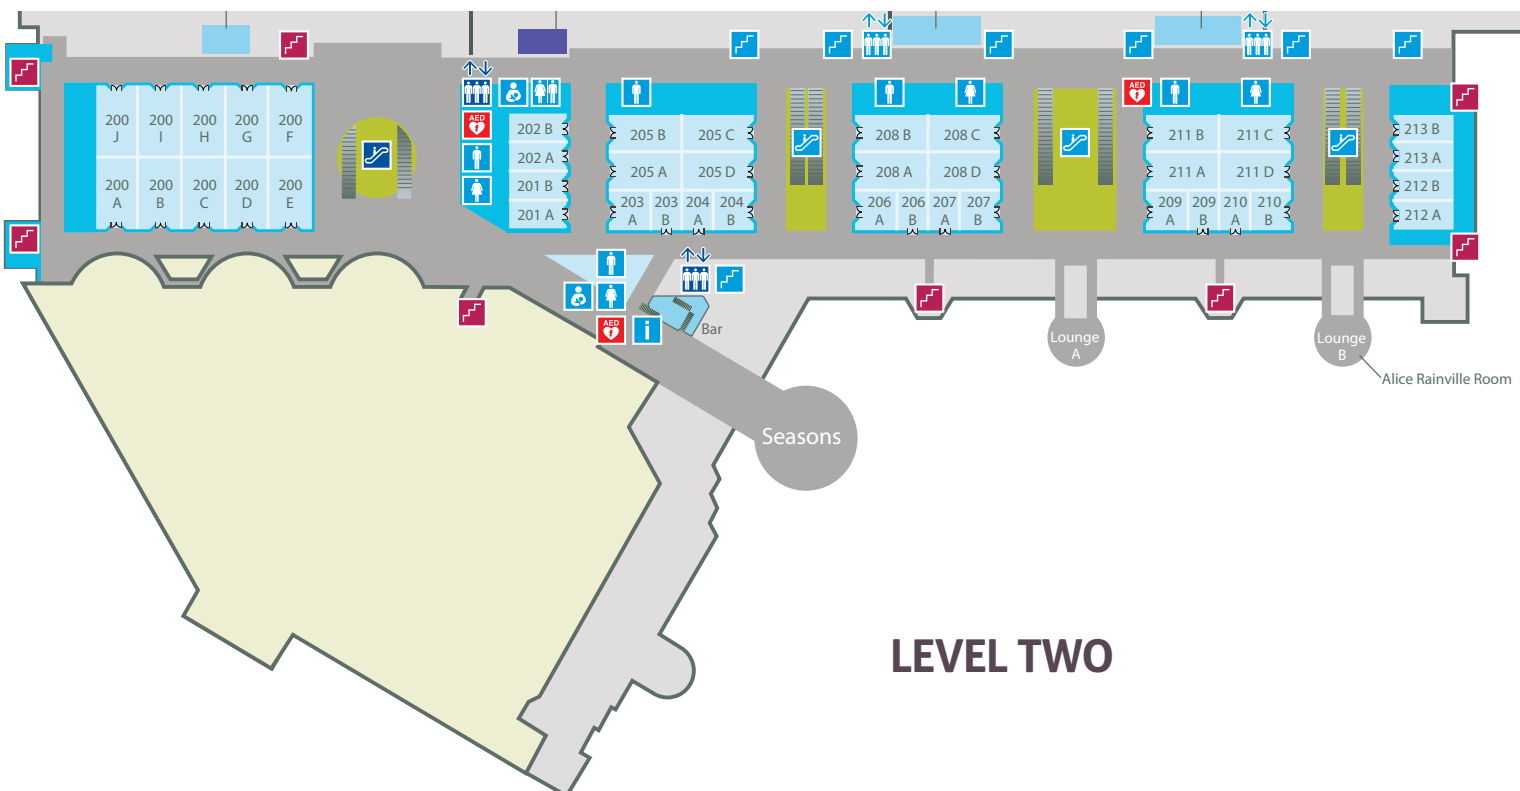 200 J
200 I
200 H
200 G
200 F
200 A
200 B
200 C
200 D
200 E
AED
202 B
202 A
201 B
201 A
205 B
205 C
205 A
205 D
203 A
203 B
204 A
204 B
208 B
208 C
208 A
208 D
206 A
206 B
207 A
207 B
AED
211 B
211 C
211 A
211 D
209 A
209 B
210 A
210 B
213 B
213 A
212 B
212 A
AED
i
Bar
Lounge A
Lounge B
Alice Rainville Room
Seasons
LEVEL TWO